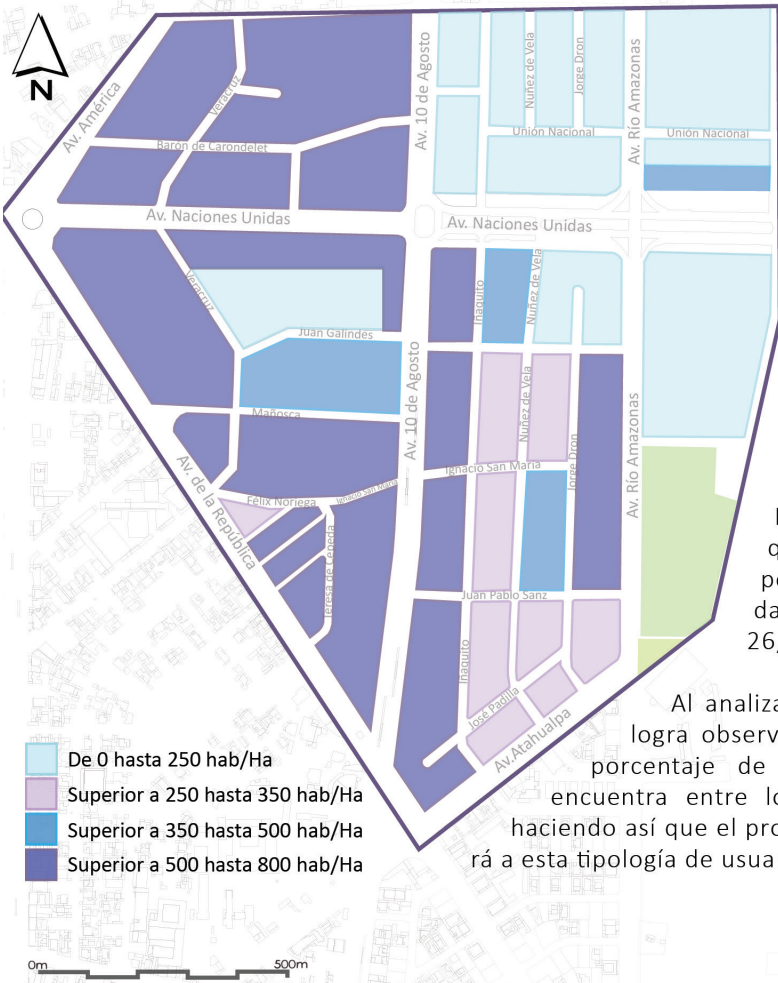 N
Av. América
Veracruz
Barón de Carondelet
Av. 10 de Agosto
Nuñez de Vela
Jorge Dron
Av. Río Amazonas
Unión Nacional
Unión Nacional
Av. Naciones Unidas
Av. Naciones Unidas
Veracruz
Juan Galindes
Iñaquito
Nuñez de Vela
Mañosca
Av. 10 de Agosto
Nuñez de Vela
Jorge Dron
Av. Río Amazonas
Av. de la República
Félix Noriega
Ignacio San María
Ignacio San María
Teresa de Cepeda
Juan Pablo Sanz
Iñaquito
José Padilla
Av.Atahualpa
q
da
26,
Al analiza
logra observ
porcentaje de
encuentra entre lo
haciendo así que el pro
rá a esta tipología de usua
De 0 hasta 250 hab/Ha
Superior a 250 hasta 350 hab/Ha
Superior a 350 hasta 500 hab/Ha
Superior a 500 hasta 800 hab/Ha
0m 500m